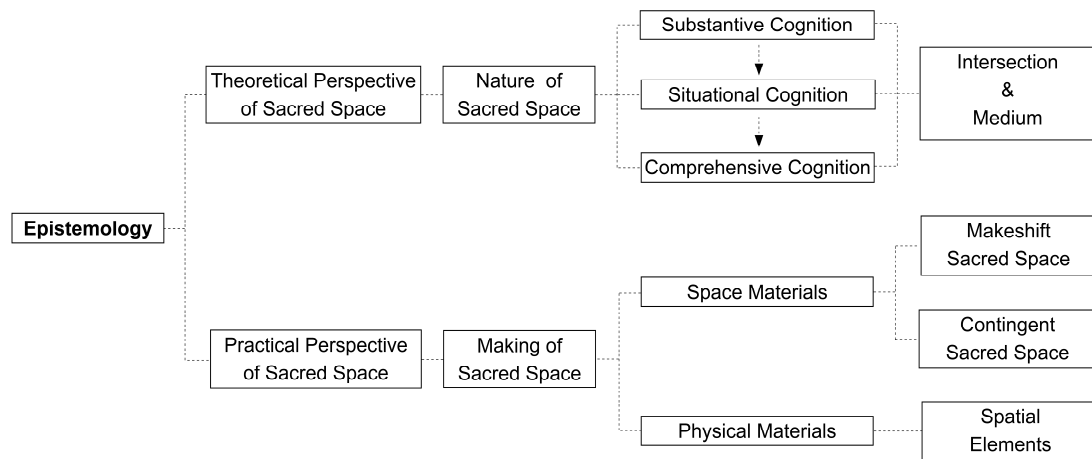 Epistemology
Theoretical Perspective
of Sacred Space
Nature of
Sacred Space
Substantive Cognition
Situational Cognition
Comprehensive Cognition
Intersection
&
Medium
Practical Perspective
of Sacred Space
Making of
Sacred Space
Space Materials
Makeshift
Sacred Space
Contingent
Sacred Space
Physical Materials
Spatial
Elements